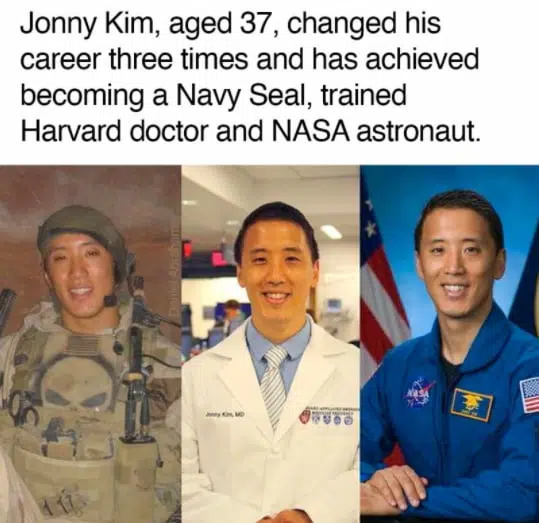 Jonny Kim, aged 37, changed his
career three times and has achieved
becoming a Navy Seal, trained
Harvard doctor and NASA astronaut.
Jonny Kim, MD
NASA